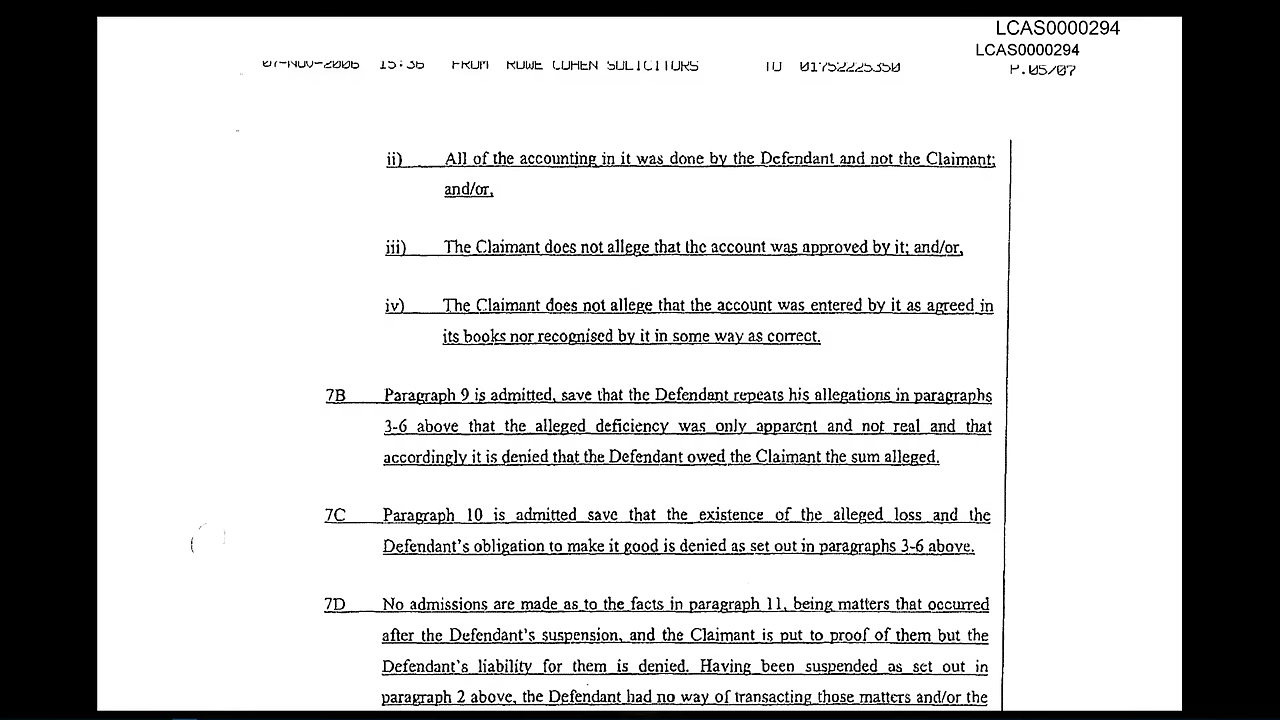 LCAS0000294
LCAS0000294
07-NOV-2006 15:36 FROM ROWE COHEN SOLICITORS TO 01752225350 P.05/07
ii) All of the accounting in it was done by the Defendant and not the Claimant;
and/or,
iii) The Claimant does not allege that the account was approved by it; and/or,
iv) The Claimant does not allege that the account was entered by it as agreed in
its books nor recognised by it in some way as correct.
7B Paragraph 9 is admitted, save that the Defendant repeats his allegations in paragraphs
3-6 above that the alleged deficiency was only apparent and not real and that
accordingly it is denied that the Defendant owed the Claimant the sum alleged.
7C Paragraph 10 is admitted save that the existence of the alleged loss and the
Defendant's obligation to make it good is denied as set out in paragraphs 3-6 above.
7D No admissions are made as to the facts in paragraph 11, being matters that occurred
after the Defendant's suspension, and the Claimant is put to proof of them but the
Defendant's liability for them is denied. Having been suspended as set out in
paragraph 2 above, the Defendant had no way of transacting those matters and/or the